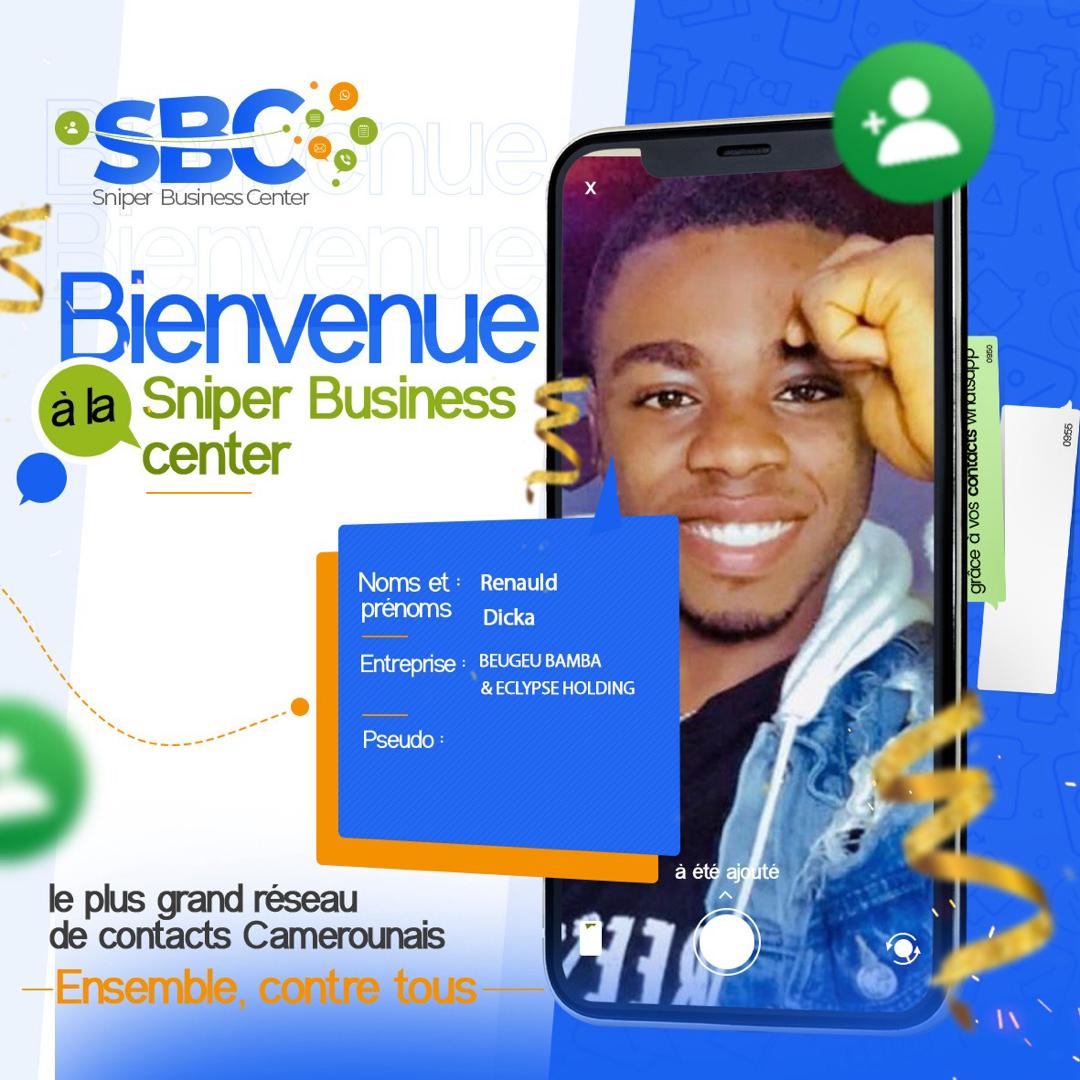 SBC
Sniper Business Center
Bienvenue
Bienvenue
Bienvenue
à la
Sniper Business
center
Noms et :
prénoms
Renauld
Dicka
Entreprise :
BEUGEU BAMBA
& ECLYPSE HOLDING
Pseudo :
X
grâce à vos contacts whatsapp
0950
0955
à été ajouté
le plus grand réseau
de contacts Camerounais
Ensemble, contre tous